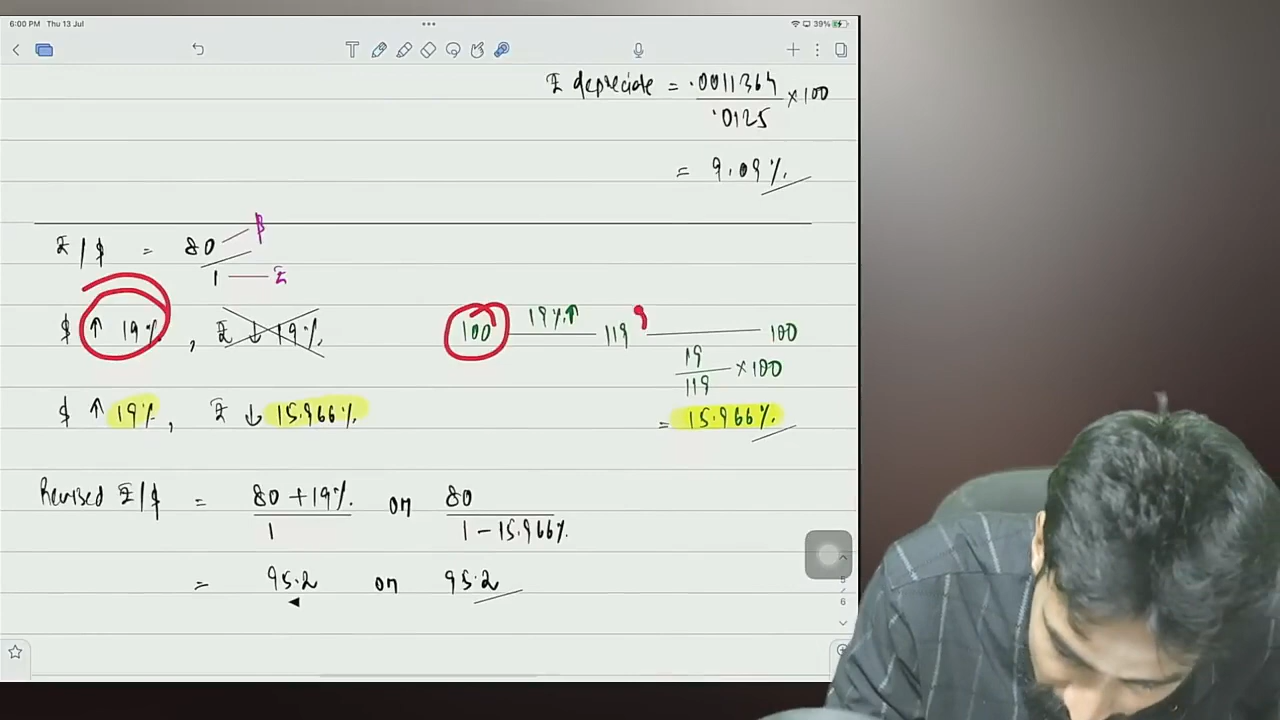 6:00 PM Thu 13 Jul
39%
T
₹ depreciate = .0011364 / .0125 × 100
= 9.09%
₹/$ = 80 — $
1 — ₹
$ ↑ 19%, ₹ ↓ 19%.
100 19%↑ 119 100
19 / 119 × 100
$ ↑ 19%, ₹ ↓ 15.966%.
= 15.966%.
Revised ₹/$ = 80 + 19% / 1 or 80 / 1 - 15.966%.
= 95.2 or 95.2
5
/
6